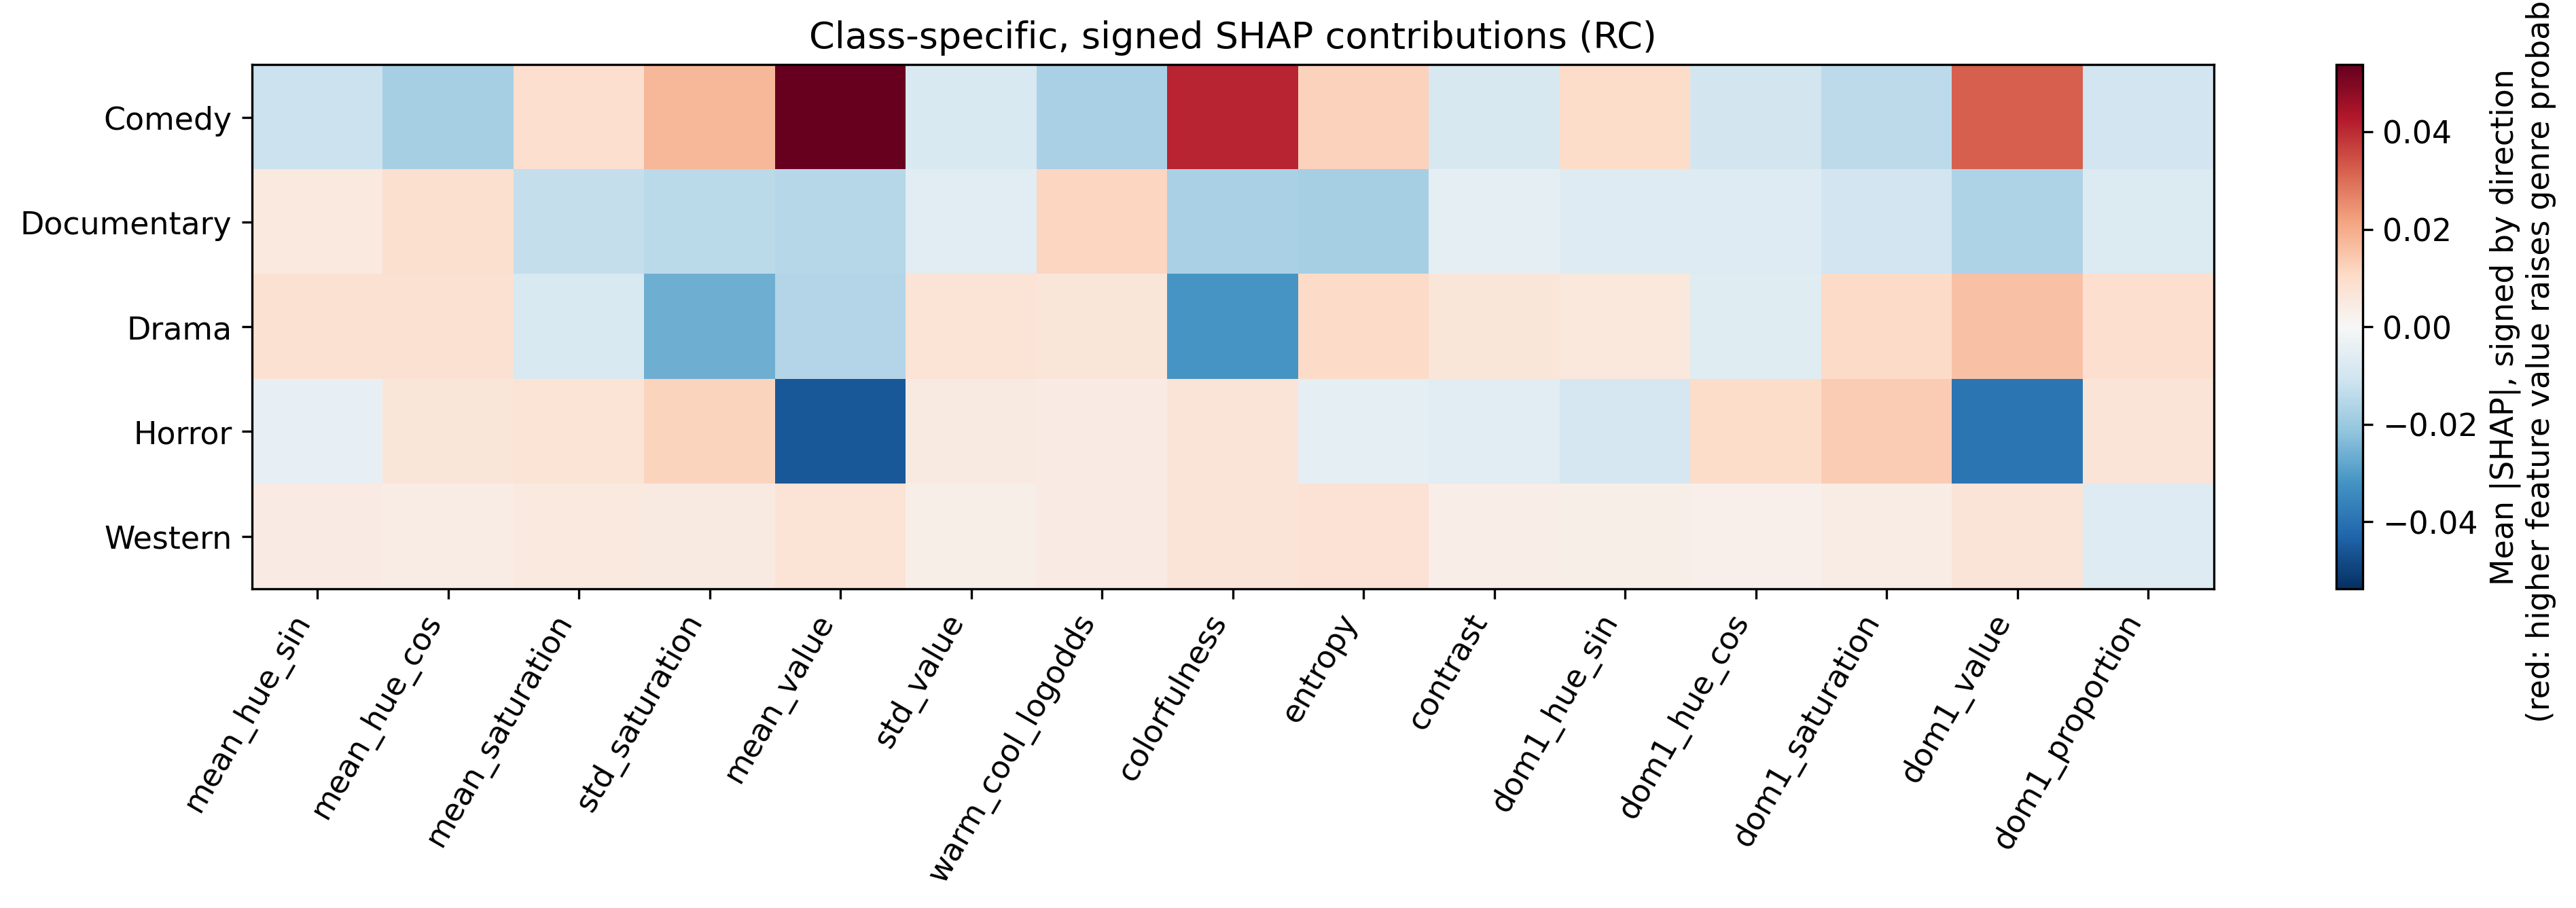 Class-specific, signed SHAP contributions (RC)
Comedy
Documentary
Drama
Horror
Western
mean_hue_sin
mean_hue_cos
mean_saturation
std_saturation
mean_value
std_value
warm_cool_logodds
colorfulness
entropy
contrast
dom1_hue_sin
dom1_hue_cos
dom1_saturation
dom1_value
dom1_proportion
0.04
0.02
0.00
−0.02
−0.04
Mean |SHAP|, signed by direction
(red: higher feature value raises genre probab